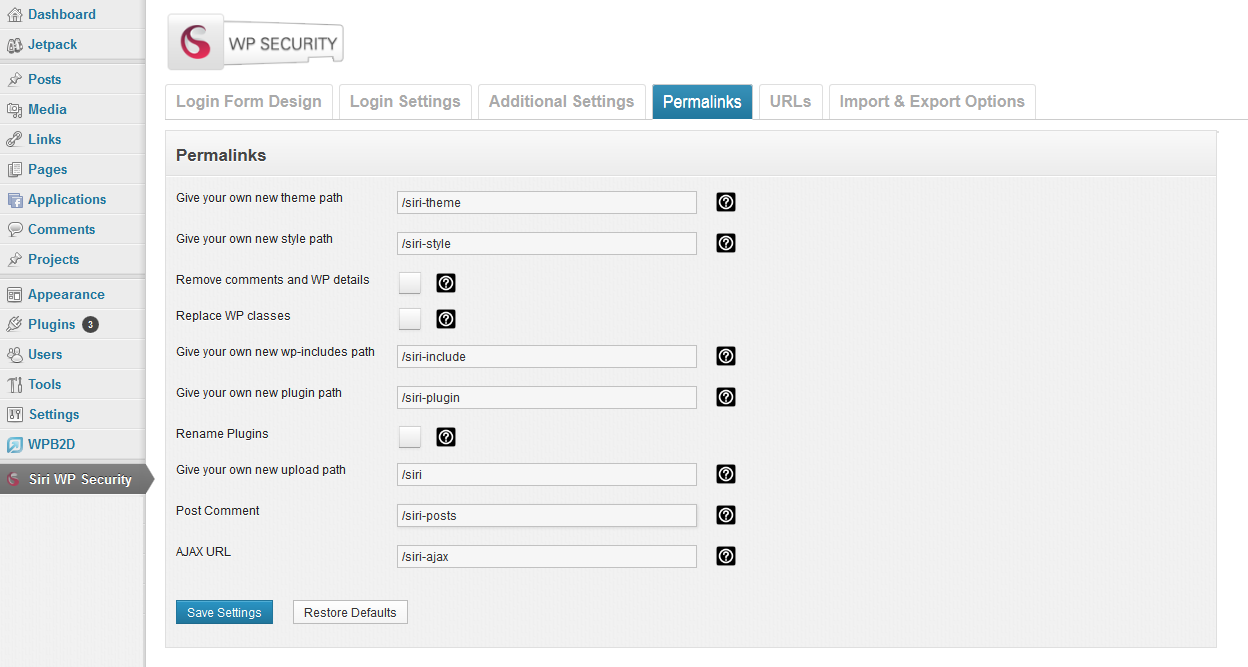 Dashboard
Jetpack
Posts
Media
Links
Pages
Applications
Comments
Projects
Appearance
Plugins 3
Users
Tools
Settings
WPB2D
Siri WP Security
WP SECURITY
Login Form Design
Login Settings
Additional Settings
Permalinks
URLs
Import & Export Options
Permalinks
Give your own new theme path
/siri-theme
Give your own new style path
/siri-style
Remove comments and WP details
Replace WP classes
Give your own new wp-includes path
/siri-include
Give your own new plugin path
/siri-plugin
Rename Plugins
Give your own new upload path
/siri
Post Comment
/siri-posts
AJAX URL
/siri-ajax
Save Settings
Restore Defaults